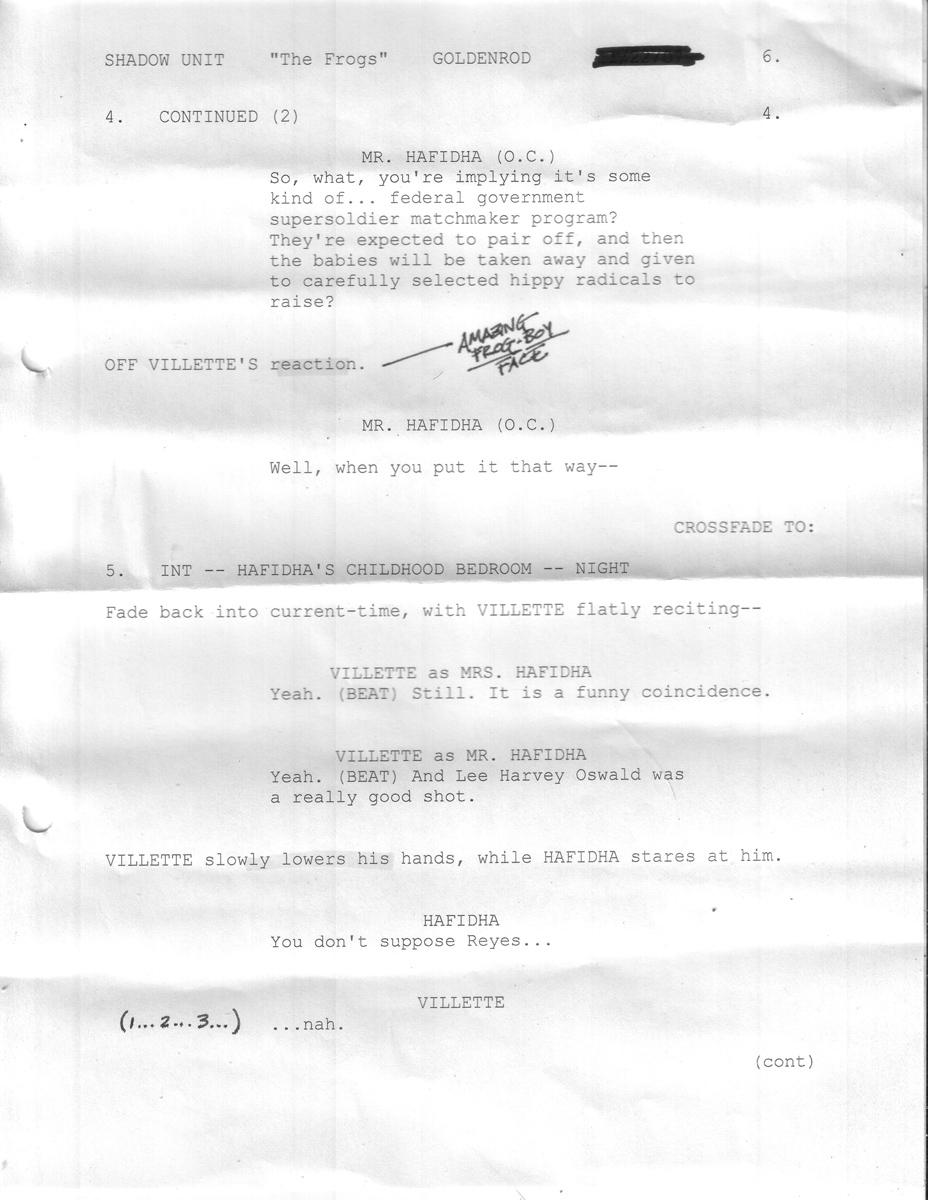 SHADOW UNIT "The Frogs" GOLDENROD 6.
4. CONTINUED (2) 4.
MR. HAFIDHA (O.C.)
So, what, you're implying it's some
kind of... federal government
supersoldier matchmaker program?
They're expected to pair off, and then
the babies will be taken away and given
to carefully selected hippy radicals to
raise?
AMAZING
FROG-BOY
FACE
OFF VILLETTE'S reaction.
MR. HAFIDHA (O.C.)
Well, when you put it that way--
CROSSFADE TO:
5. INT -- HAFIDHA'S CHILDHOOD BEDROOM -- NIGHT
Fade back into current-time, with VILLETTE flatly reciting--
VILLETTE as MRS. HAFIDHA
Yeah. (BEAT) Still. It is a funny coincidence.
VILLETTE as MR. HAFIDHA
Yeah. (BEAT) And Lee Harvey Oswald was
a really good shot.
VILLETTE slowly lowers his hands, while HAFIDHA stares at him.
HAFIDHA
You don't suppose Reyes...
VILLETTE
(1...2...3...) ...nah.
(cont)